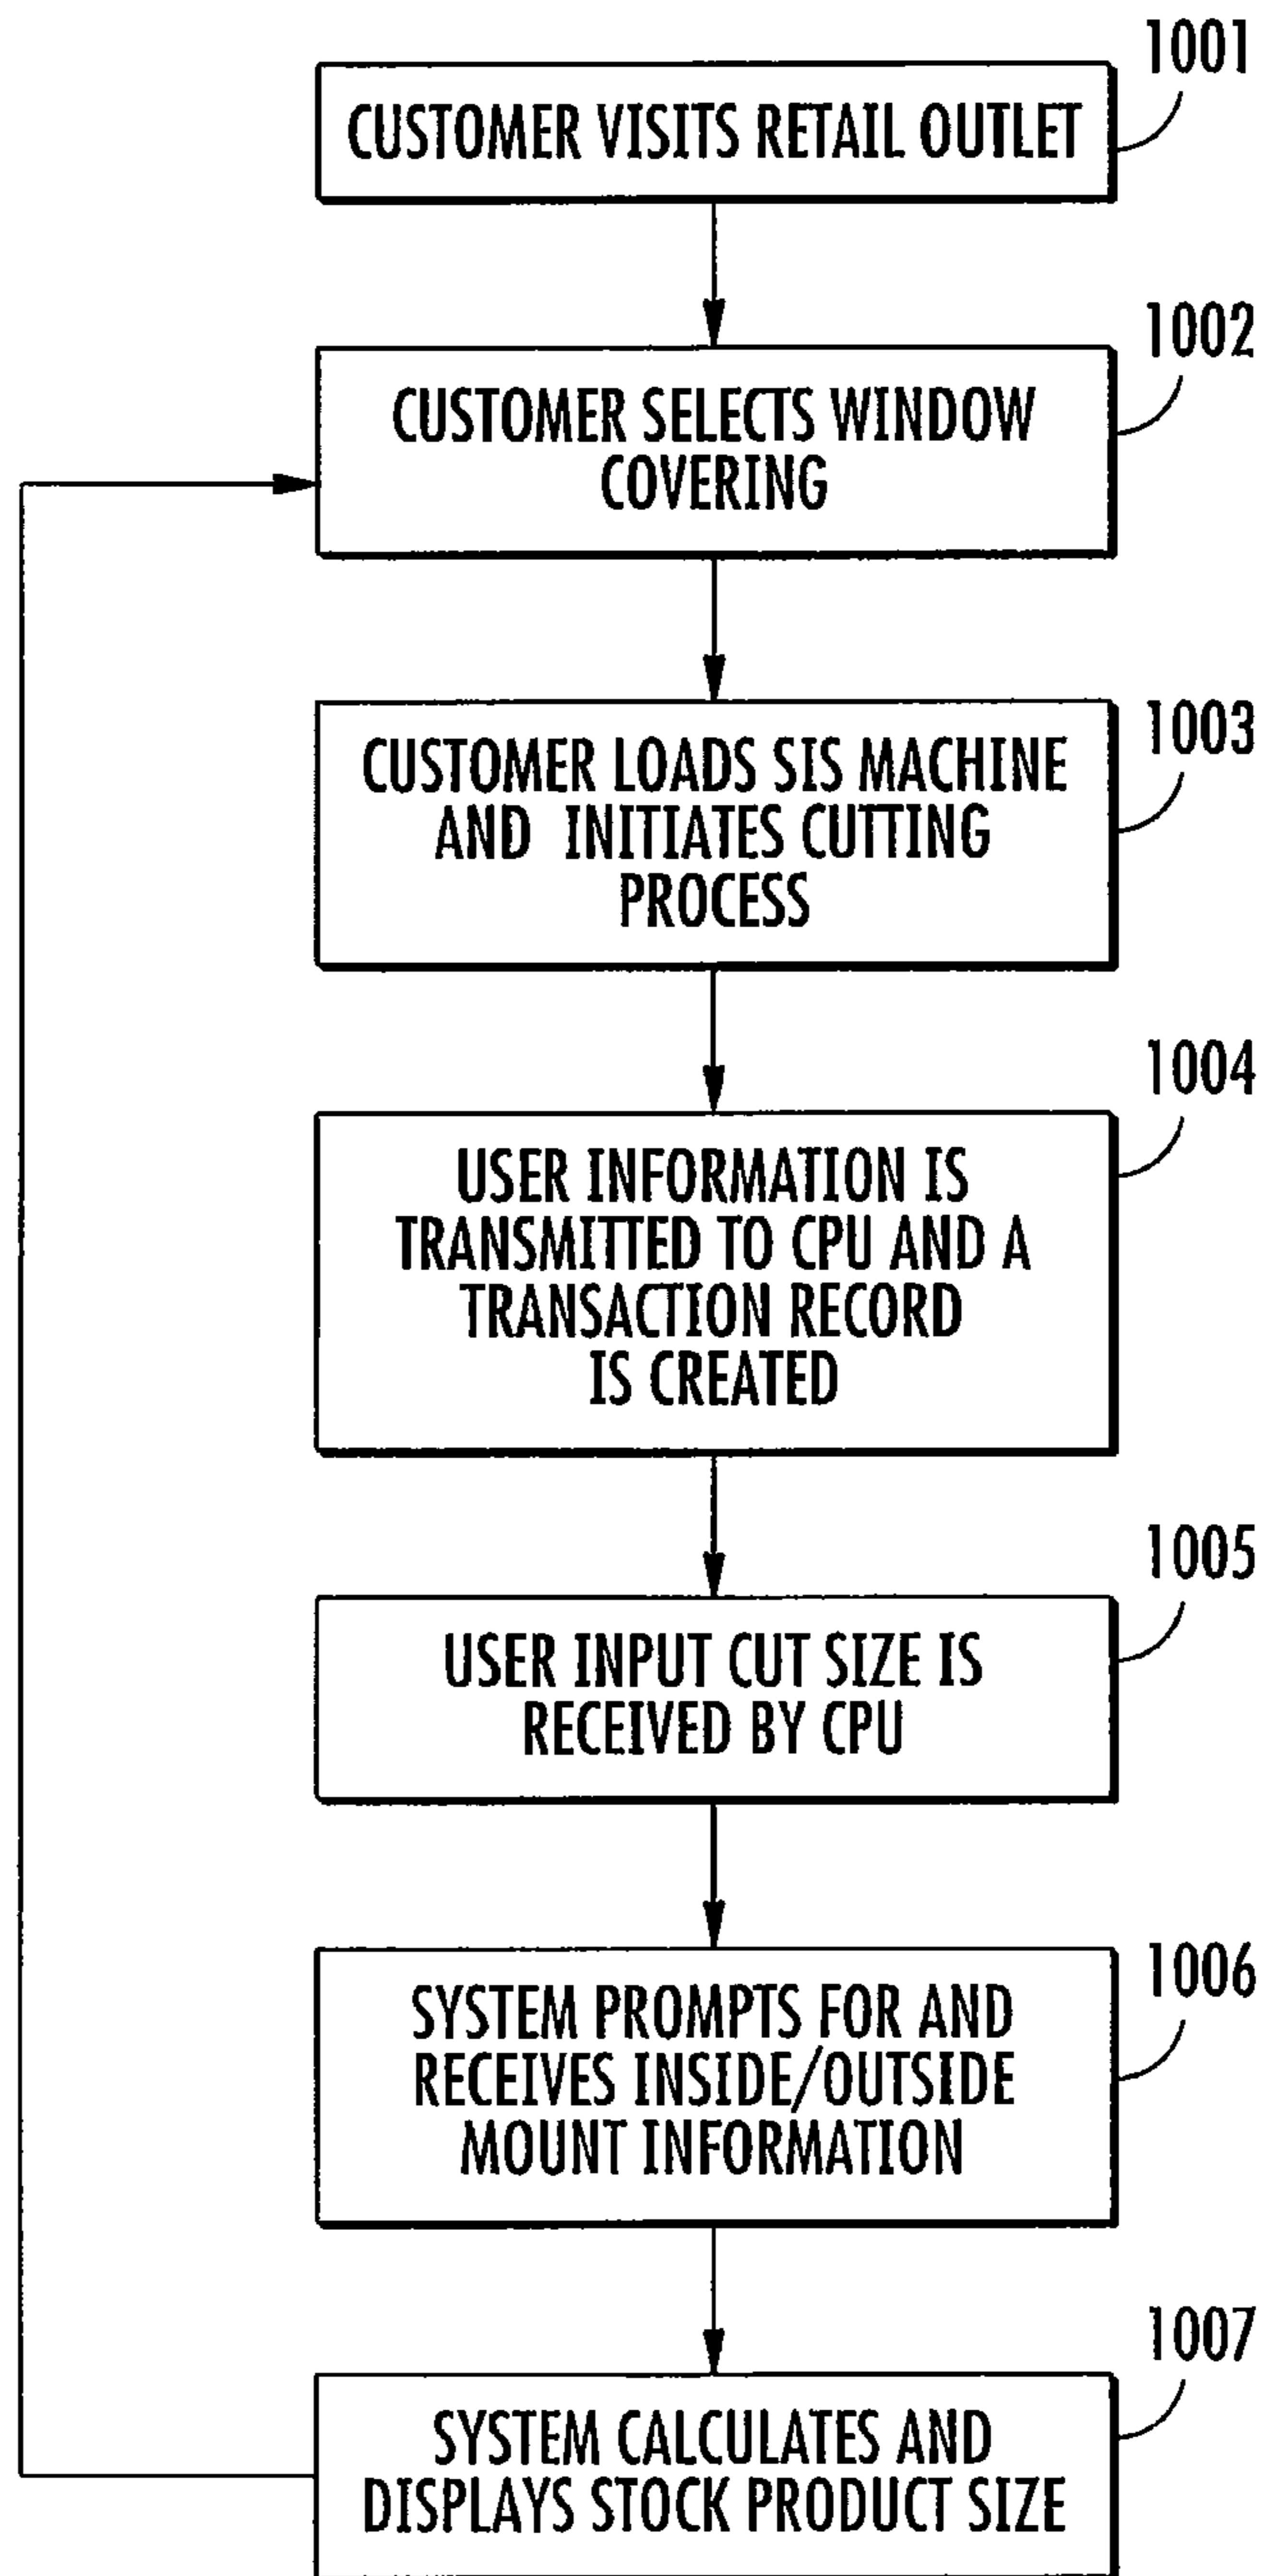 1001
CUSTOMER VISITS RETAIL OUTLET
1002
CUSTOMER SELECTS WINDOW
COVERING
1003
CUSTOMER LOADS SIS MACHINE
AND INITIATES CUTTING
PROCESS
1004
USER INFORMATION IS
TRANSMITTED TO CPU AND A
TRANSACTION RECORD
IS CREATED
1005
USER INPUT CUT SIZE IS
RECEIVED BY CPU
1006
SYSTEM PROMPTS FOR AND
RECEIVES INSIDE/OUTSIDE
MOUNT INFORMATION
1007
SYSTEM CALCULATES AND
DISPLAYS STOCK PRODUCT SIZE